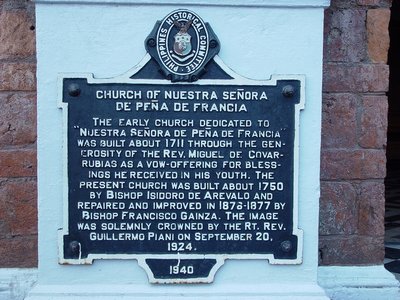 PHILIPPINES HISTORICAL COMMITTEE
CHURCH OF NUESTRA SEÑORA
DE PEÑA DE FRANCIA
THE EARLY CHURCH DEDICATED TO
"NUESTRA SEÑORA DE PEÑA DE FRANCIA"
WAS BUILT ABOUT 1711 THROUGH THE GEN-
EROSITY OF THE REV. MIGUEL OF COVAR-
RUBIAS AS A VOW-OFFERING FOR BLESS-
INGS HE RECEIVED IN HIS YOUTH. THE
PRESENT CHURCH WAS BUILT ABOUT 1750
BY BISHOP ISIDORO DE AREVALO AND
REPAIRED AND IMPROVED IN 1873-1877 BY
BISHOP FRANCISCO GAINZA. THE IMAGE
WAS SOLEMNLY CROWNED BY THE RT. REV.
GUILLERMO PIANI ON SEPTEMBER 20,
1924.
1940